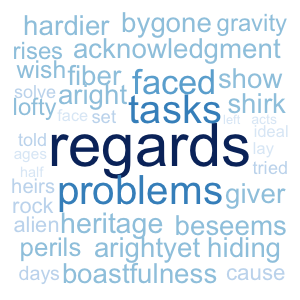 hardier bygone gravity
rises acknowledgment
wish fiber faced show
solve aright
lofty face set tasks shirk
left acts
told regards ideal
ages lay
half problems tried
heirs giver
rock
alien heritage beseems
perils arightyet hiding
days boastfulness cause